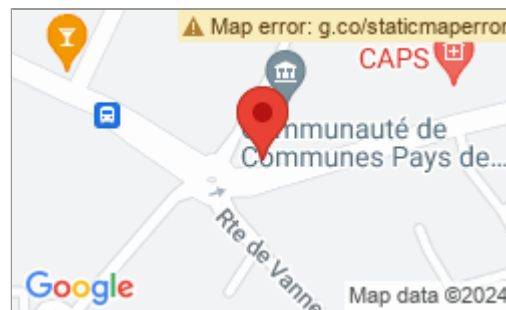 Map error: g.co/staticmaperror
CAPS
Communauté de
Communes Pays de...
Rte de Vanne
Google
Map data ©2024